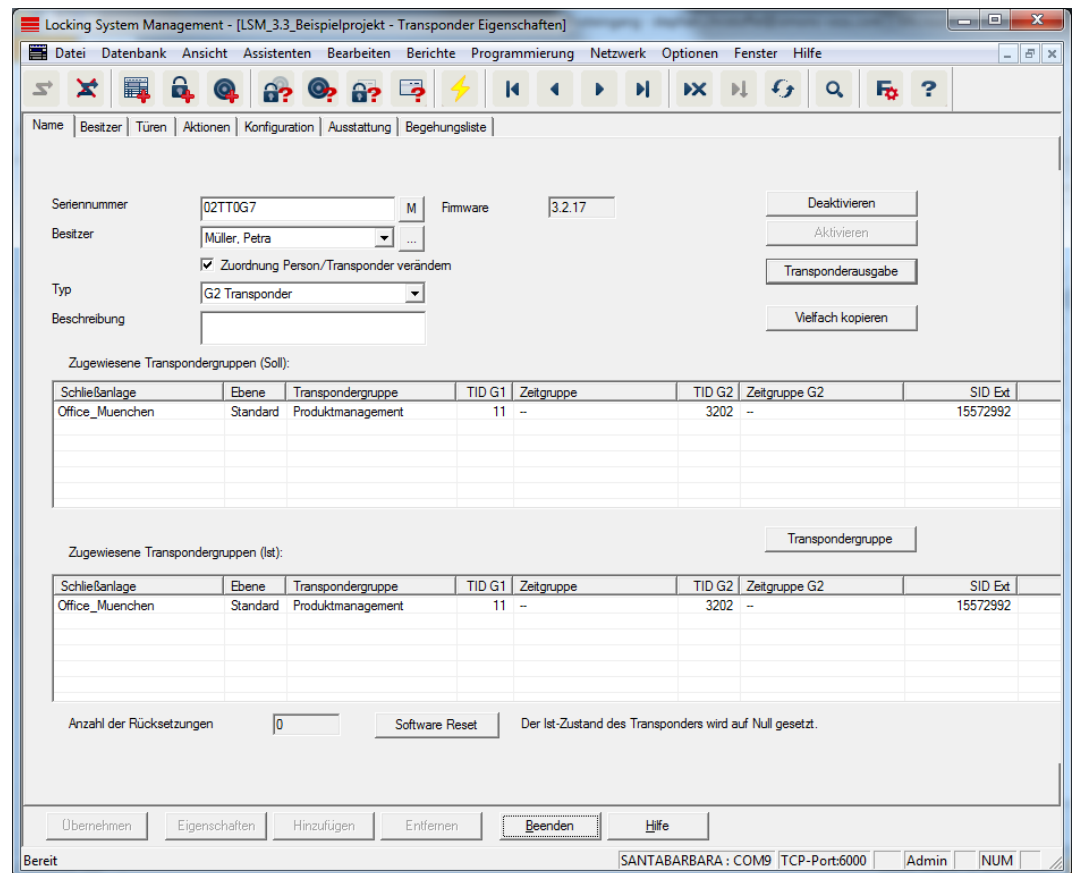 Locking System Management - [LSM_3.3_Beispielprojekt - Transponder Eigenschaften]
Datei Datenbank Ansicht Assistenten Bearbeiten Berichte Programmierung Netzwerk Optionen Fenster Hilfe
Name Besitzer Türen Aktionen Konfiguration Ausstattung Begehungsliste
Seriennummer 02TT0G7 M Firmware 3.2.17 Deaktivieren
Besitzer Müller, Petra ... Aktivieren
Zuordnung Person/Transponder verändern
Transponderausgabe
Typ G2 Transponder
Beschreibung Vielfach kopieren
Zugewiesene Transpondergruppen (Soll):
Schließanlage Ebene Transpondergruppe TID G1 Zeitgruppe TID G2 Zeitgruppe G2 SID Ext
Office_Muenchen Standard Produktmanagement 11 -- 3202 -- 15572992
Transpondergruppe
Zugewiesene Transpondergruppen (Ist):
Schließanlage Ebene Transpondergruppe TID G1 Zeitgruppe TID G2 Zeitgruppe G2 SID Ext
Office_Muenchen Standard Produktmanagement 11 -- 3202 -- 15572992
Anzahl der Rücksetzungen 0 Software Reset Der Ist-Zustand des Transponders wird auf Null gesetzt.
Übernehmen Eigenschaften Hinzufügen Entfernen Beenden Hilfe
Bereit SANTABARBARA : COM9 TCP-Port:6000 Admin NUM